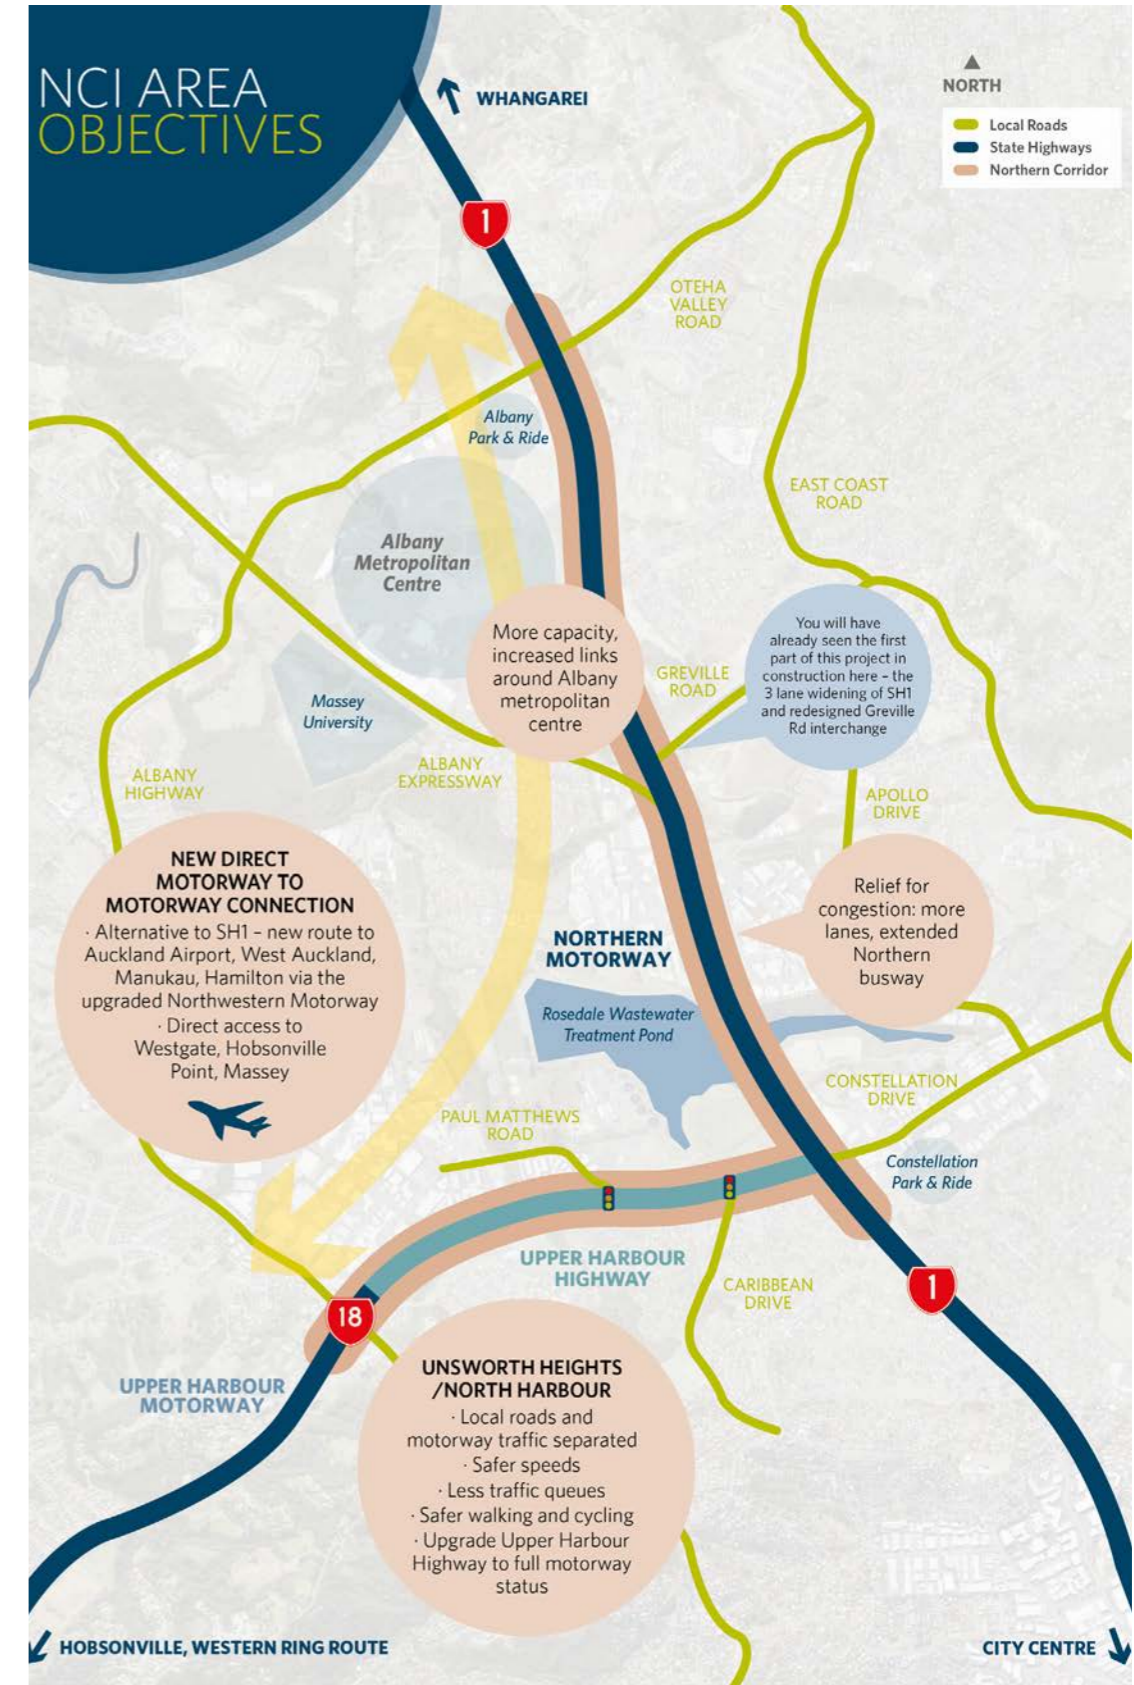 NCI AREA
OBJECTIVES
WHANGAREI
NORTH
Local Roads
State Highways
Northern Corridor
1
OTEHA
VALLEY
ROAD
Albany
Park & Ride
EAST COAST
ROAD
Albany
Metropolitan
Centre
More capacity,
increased links
around Albany
metropolitan
centre
GREVILLE
ROAD
You will have
already seen the first
part of this project in
construction here – the
3 lane widening of SH1
and redesigned Greville
Rd interchange
Massey
University
ALBANY
EXPRESSWAY
ALBANY
HIGHWAY
APOLLO
DRIVE
NEW DIRECT
MOTORWAY TO
MOTORWAY CONNECTION
· Alternative to SH1 – new route to
Auckland Airport, West Auckland,
Manukau, Hamilton via the
upgraded Northwestern Motorway
· Direct access to
Westgate, Hobsonville
Point, Massey
NORTHERN
MOTORWAY
Relief for
congestion: more
lanes, extended
Northern
busway
Rosedale Wastewater
Treatment Pond
CONSTELLATION
DRIVE
PAUL MATTHEWS
ROAD
Constellation
Park & Ride
UPPER HARBOUR
HIGHWAY
CARIBBEAN
DRIVE
1
18
UPPER HARBOUR
MOTORWAY
UNSWORTH HEIGHTS
/NORTH HARBOUR
· Local roads and
motorway traffic separated
· Safer speeds
· Less traffic queues
· Safer walking and cycling
· Upgrade Upper Harbour
Highway to full motorway
status
HOBSONVILLE, WESTERN RING ROUTE
CITY CENTRE